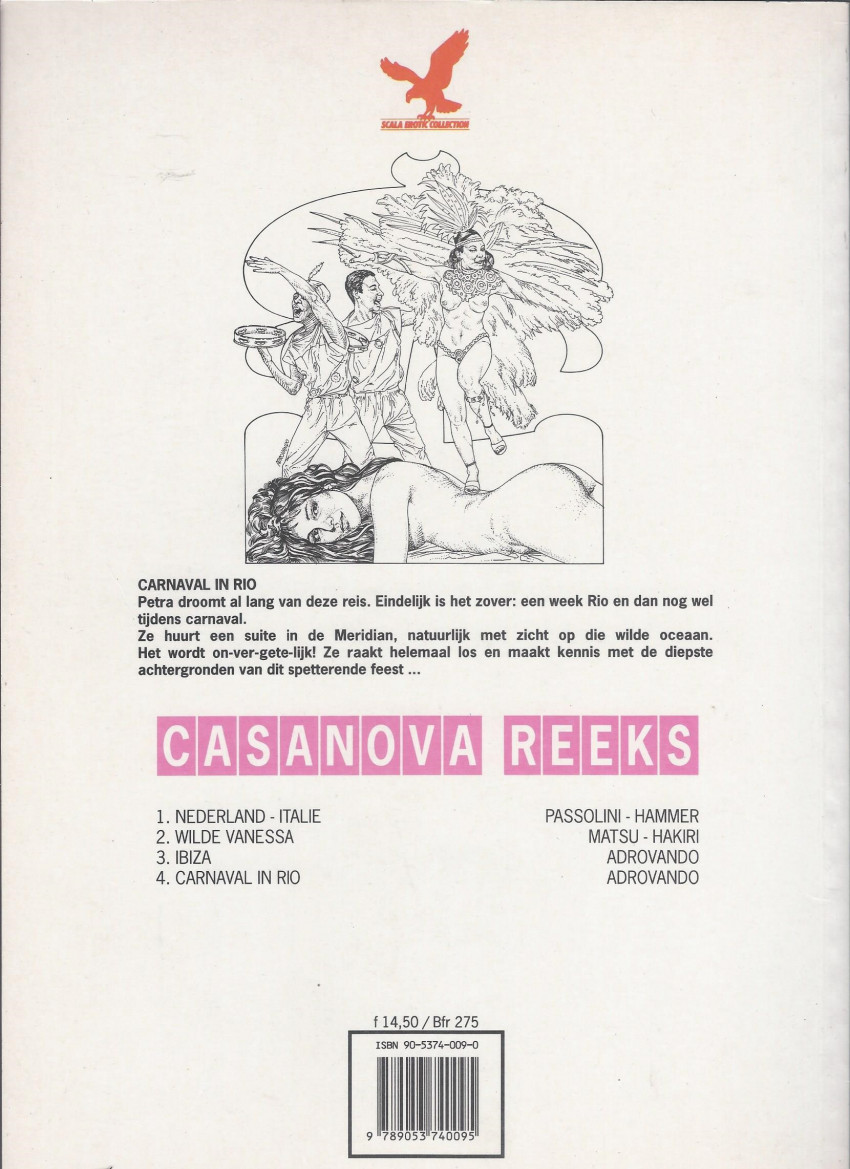 SCALA EROTIC COLLECTION
CARNAVAL IN RIO
Petra droomt al lang van deze reis. Eindelijk is het zover: een week Rio en dan nog wel
tijdens carnaval.
Ze huurt een suite in de Meridian, natuurlijk met zicht op die wilde oceaan.
Het wordt on-ver-gete-lijk! Ze raakt helemaal los en maakt kennis met de diepste
achtergronden van dit spetterende feest ...
CASANOVA REEKS
1. NEDERLAND - ITALIE PASSOLINI - HAMMER
2. WILDE VANESSA MATSU - HAKIRI
3. IBIZA ADROVANDO
4. CARNAVAL IN RIO ADROVANDO
f 14,50 / Bfr 275
ISBN 90-5374-009-0
9 789053 740095